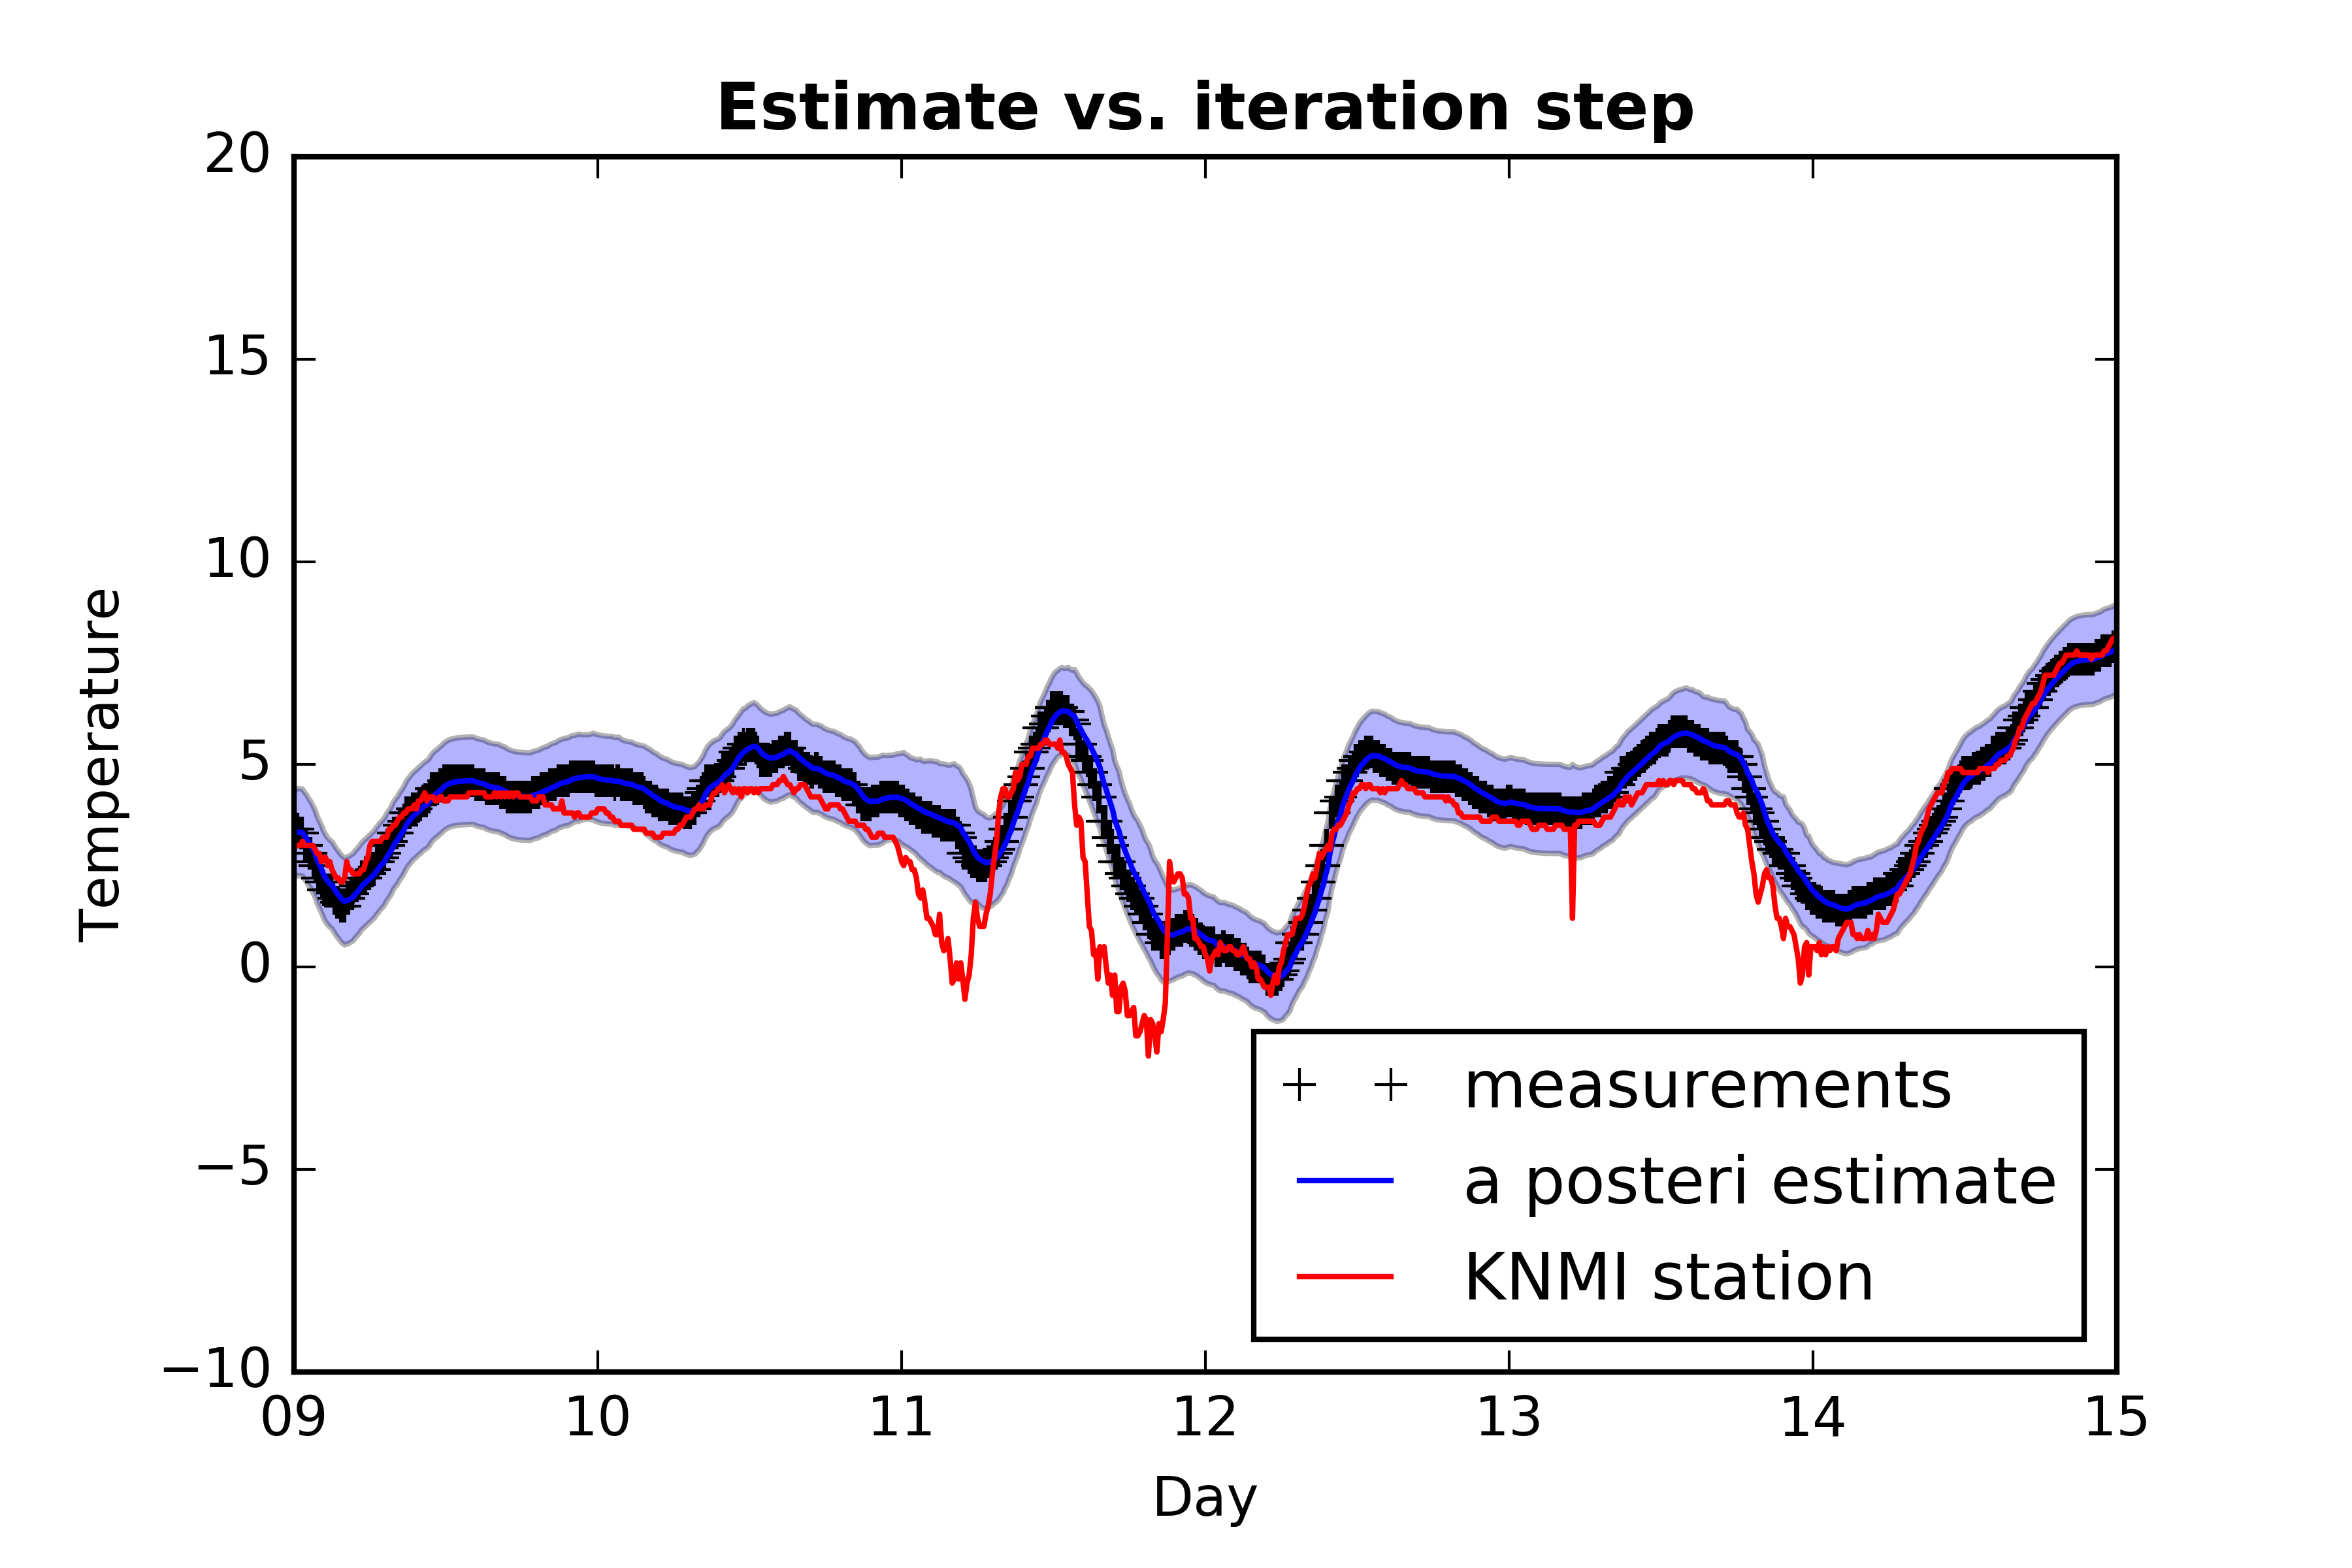 Estimate vs. iteration step
20
15
10
5
0
−5
−10
Temperature
measurements
a posteri estimate
KNMI station
09 10 11 12 13 14 15
Day